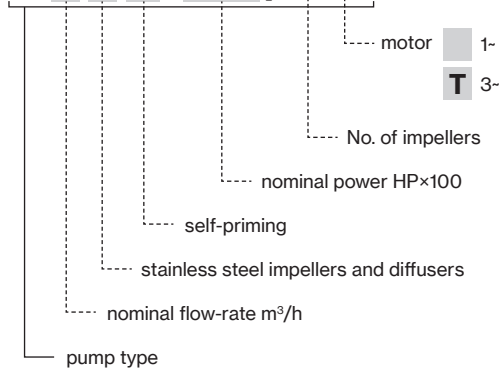 motor 1~
T 3~
No. of impellers
nominal power HP×100
self-priming
stainless steel impellers and diffusers
nominal flow-rate m³/h
pump type